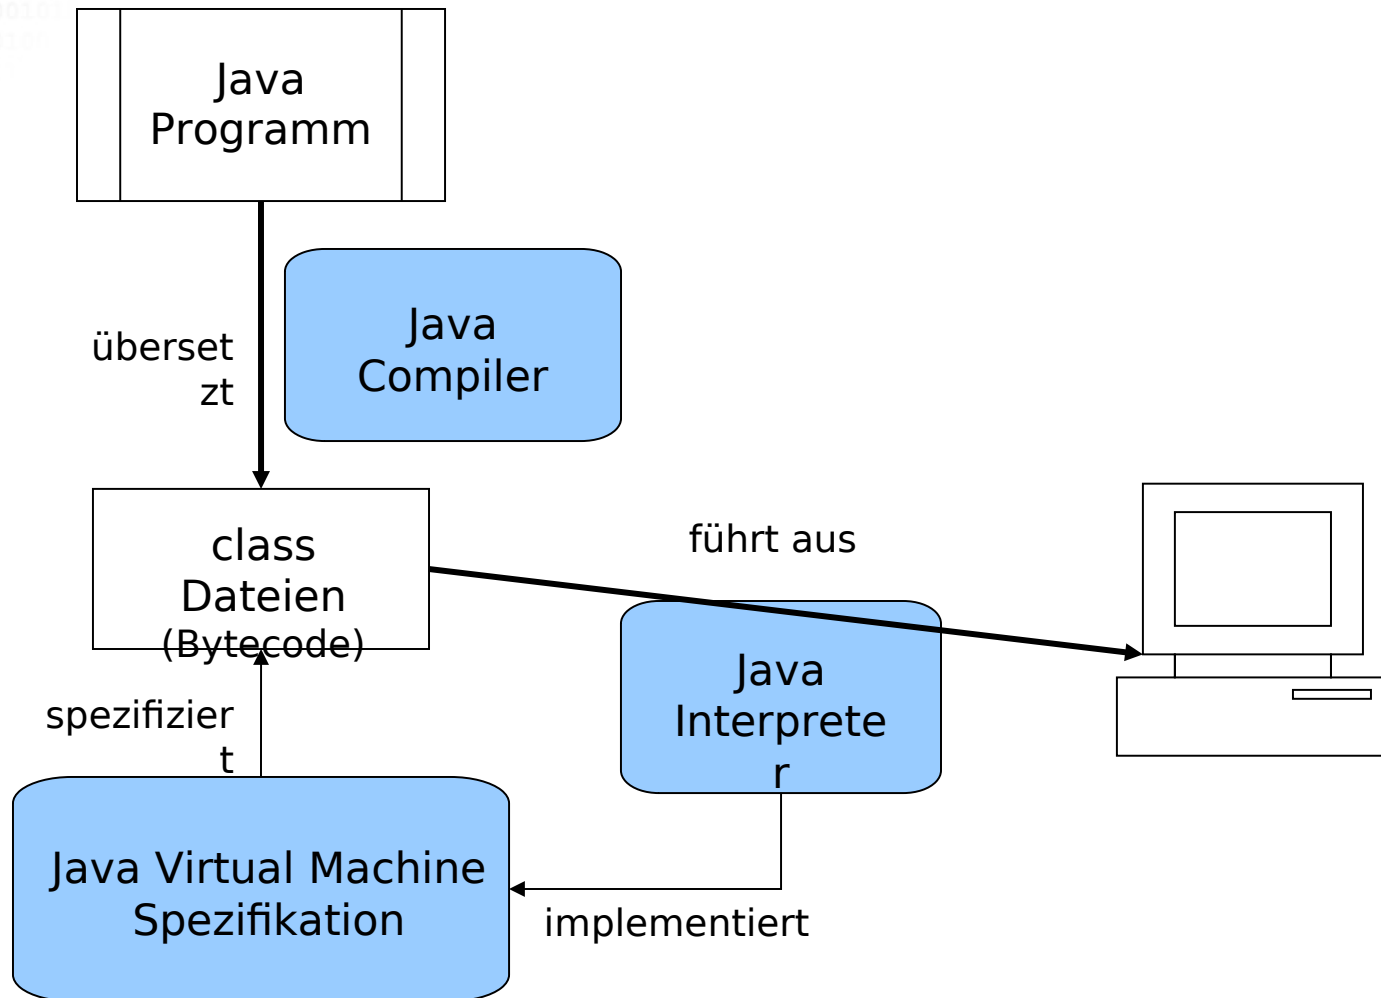 Java
Programm
Java
Compiler
überset
zt
class
Dateien
(Bytecode)
führt aus
Java
Interprete
r
spezifizier
t
Java Virtual Machine
Spezifikation
implementiert